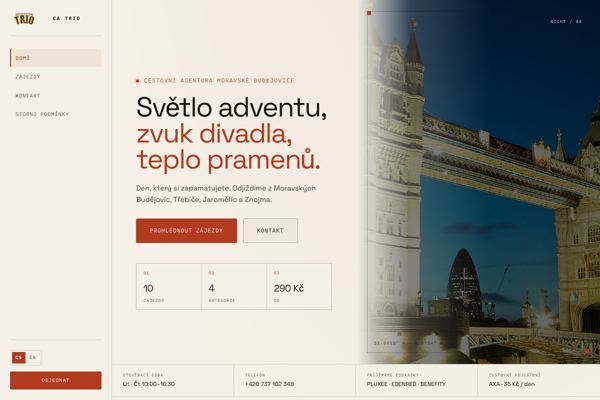 TRIO
CA TRIO
DOMŮ
ZÁJEZDY
KONTAKT
STORNO PODMÍNKY
CS
EN
OBJEDNAT
CESTOVNÍ AGENTURA MORAVSKÉ BUDĚJOVICE
Světlo adventu,
zvuk divadla,
teplo pramenů.
Den, který si zapamatujete. Odjíždíme z Moravských
Budějovic, Třebíče, Jaroměřic a Znojma.
PROHLÉDNOUT ZÁJEZDY
KONTAKT
01
10
ZÁJEZDŮ
02
4
KATEGORIE
03
290 Kč
OD
NIGHT / 04
OTEVÍRACÍ DOBA
Út - Čt 10:00–16:30
TELEFON
+420 737 102 348
PŘIJÍMÁME POUKÁZKY
PLUXEE · EDENRED · BENEFITY
CESTOVNÍ POJIŠTĚNÍ
AXA · 35 Kč / den